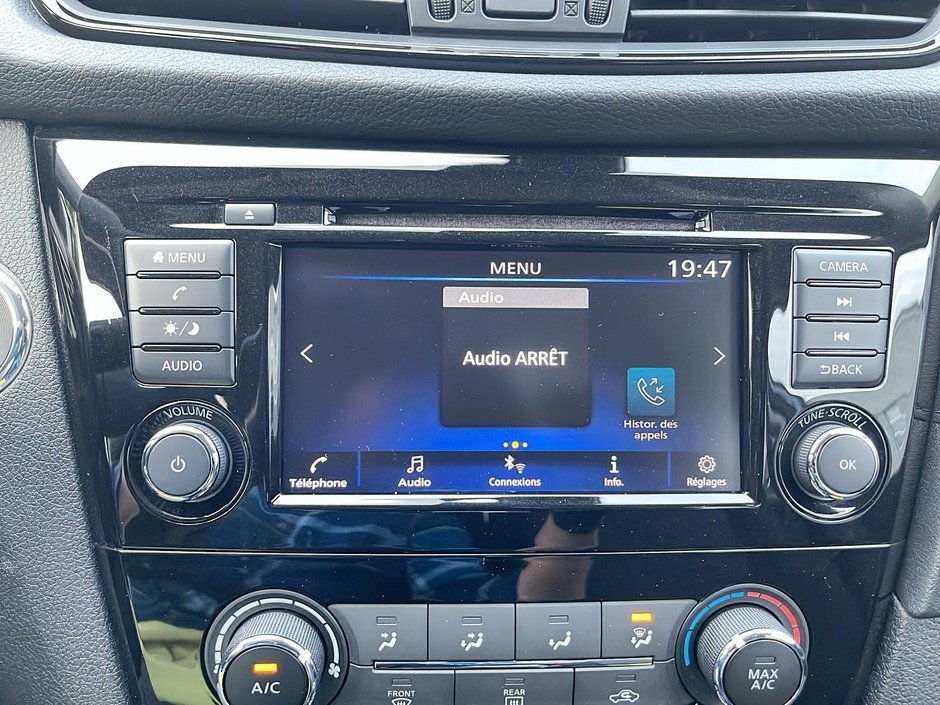 MENU
AUDIO
VOLUME
MENU
19:47
Audio
Audio ARRÊT
Histor. des
appels
Téléphone
Audio
Connexions
Info.
Réglages
CAMERA
BACK
TUNE·SCROLL
OK
A/C
FRONT
REAR
MAX
A/C